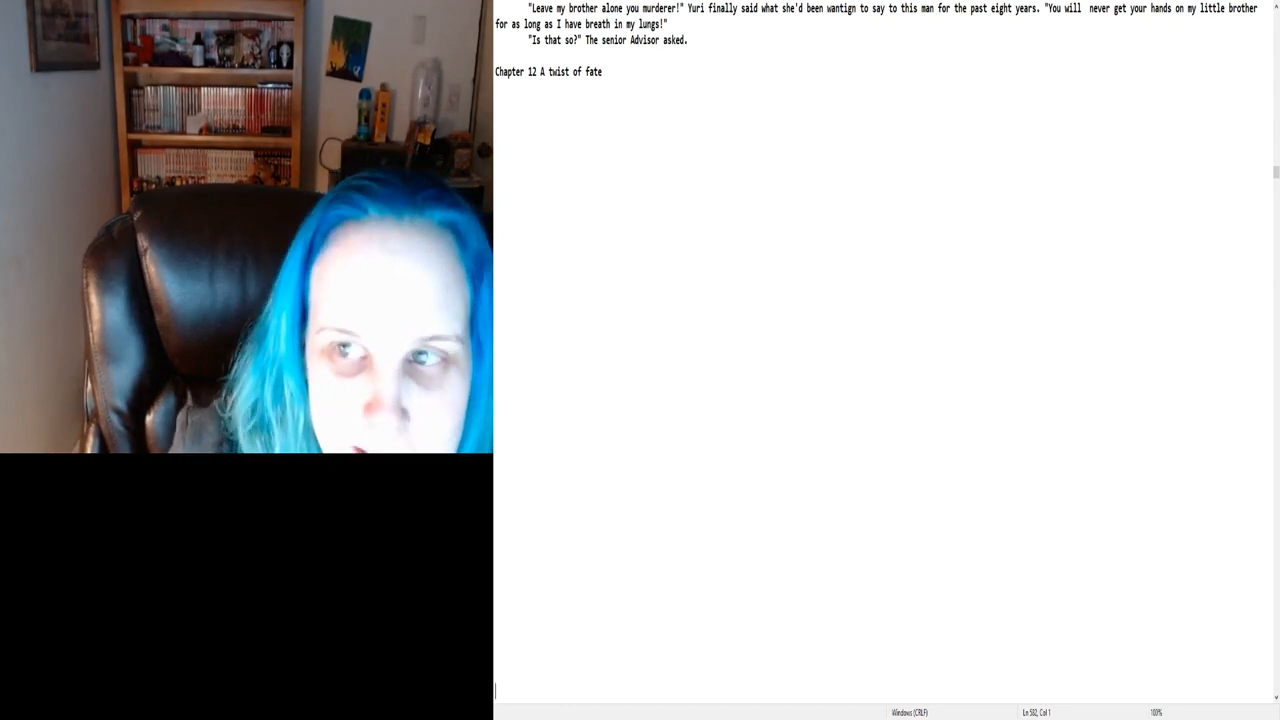 "Leave my brother alone you murderer!" Yuri finally said what she'd been wantign to say to this man for the past eight years. "You will  never get your hands on my little brother
for as long as I have breath in my lungs!"
"Is that so?" The senior Advisor asked.
Chapter 12 A twist of fate
Windows (CRLF)
Ln 582, Col 1
100%